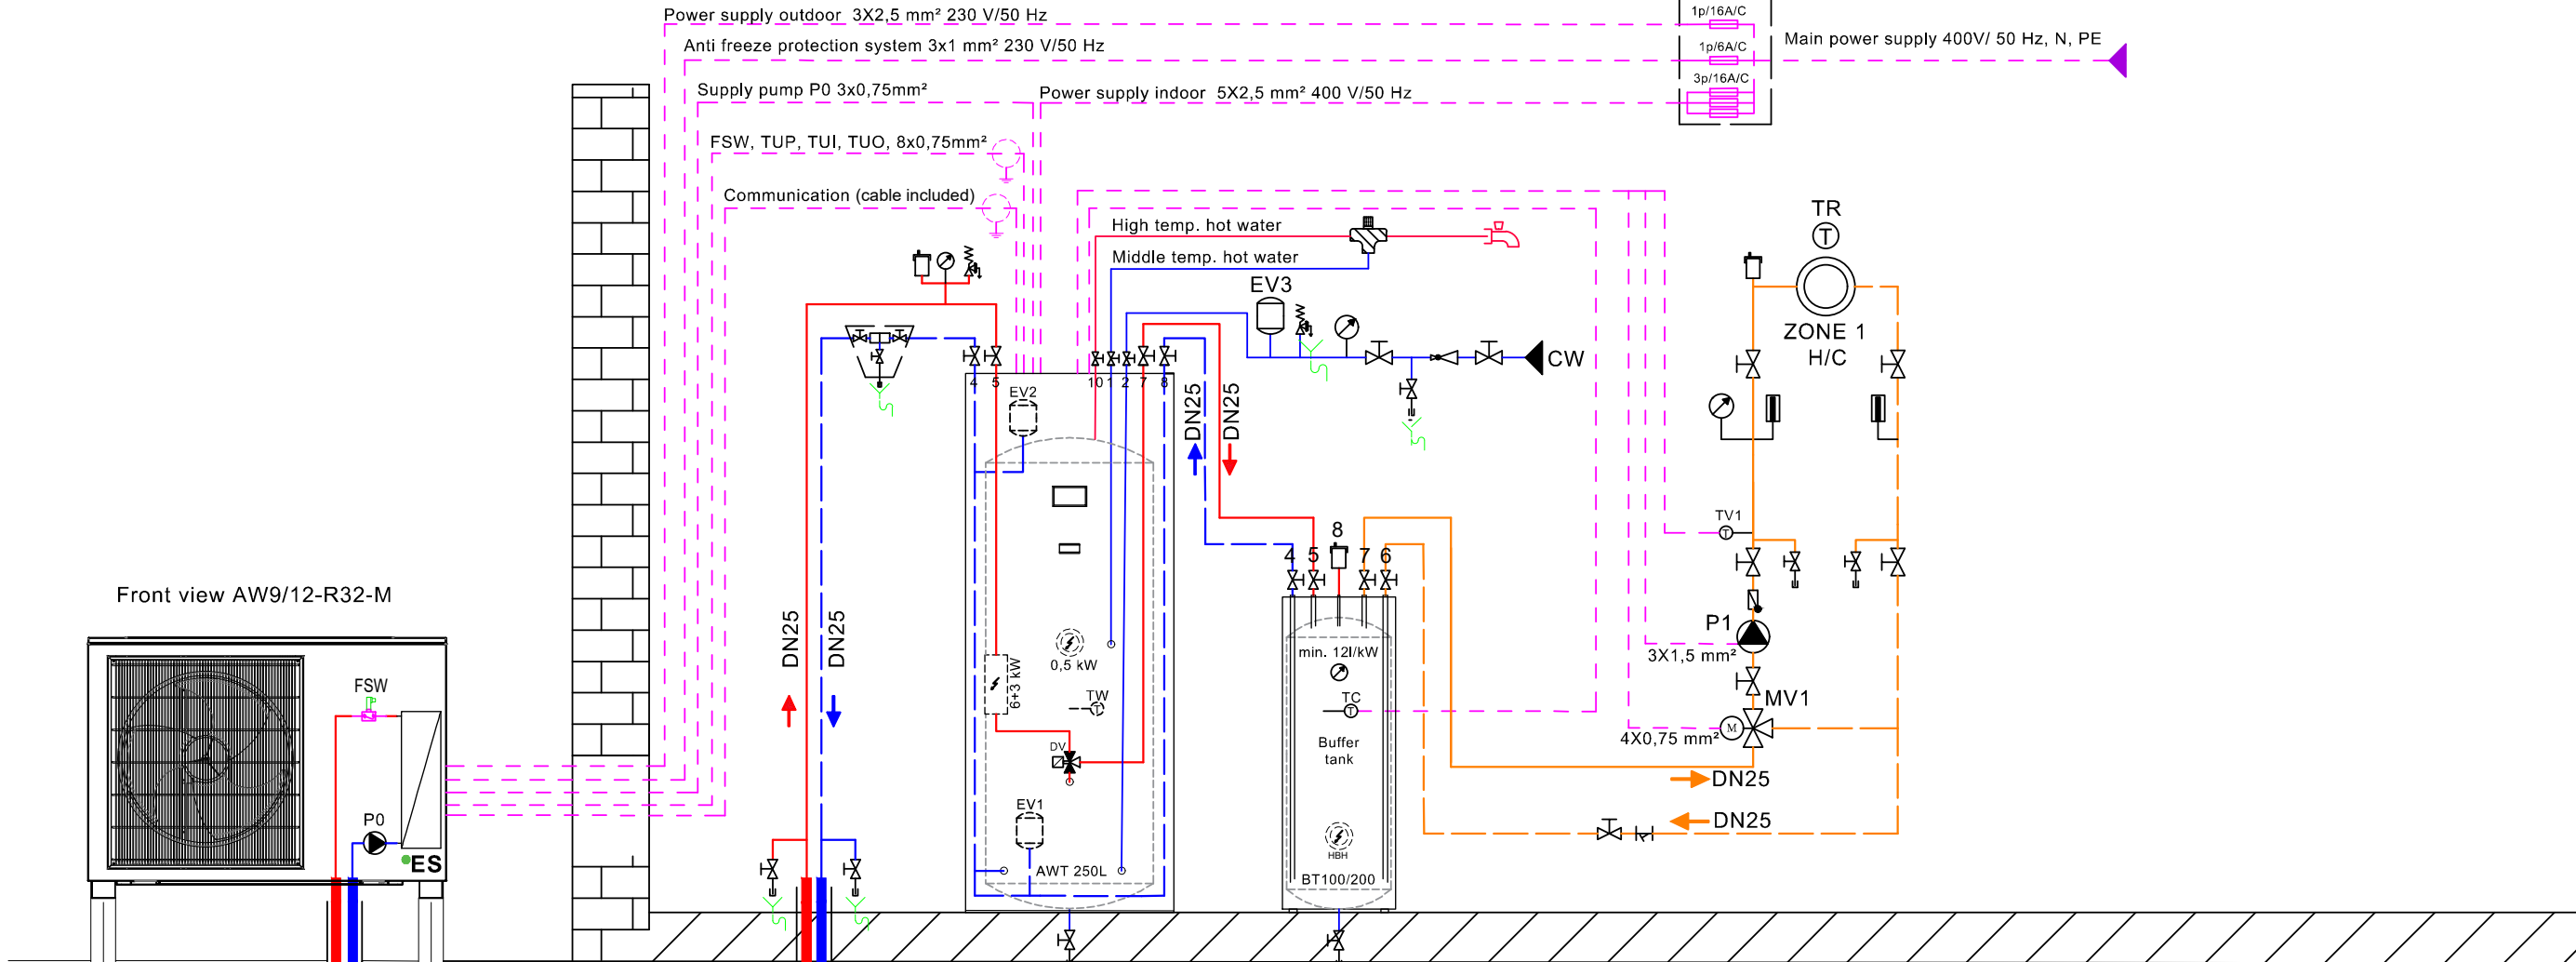 Power supply outdoor 3X2,5 mm² 230 V/50 Hz
1p/16A/C
Anti freeze protection system 3x1 mm² 230 V/50 Hz
1p/6A/C
Main power supply 400V/ 50 Hz, N, PE
3p/16A/C
Supply pump P0 3x0,75mm²
Power supply indoor 5X2,5 mm² 400 V/50 Hz
FSW, TUP, TUI, TUO, 8x0,75mm²
Communication (cable included)
High temp. hot water
Middle temp. hot water
TR
T
EV3
ZONE 1
H/C
CW
4 5 10 1 2 7 8
EV2
DN25
DN25
TV1
T
8
4 5 7 6
Front view AW9/12-R32-M
DN25
DN25
P1
3X1,5 mm²
0,5 kW
6+3 kW
min. 12l/kW
FSW
TW
T
TC
T
MV1
M
4X0,75 mm²
DV
Buffer
tank
DN25
EV1
DN25
P0
ES
HBH
AWT 250L
BT100/200